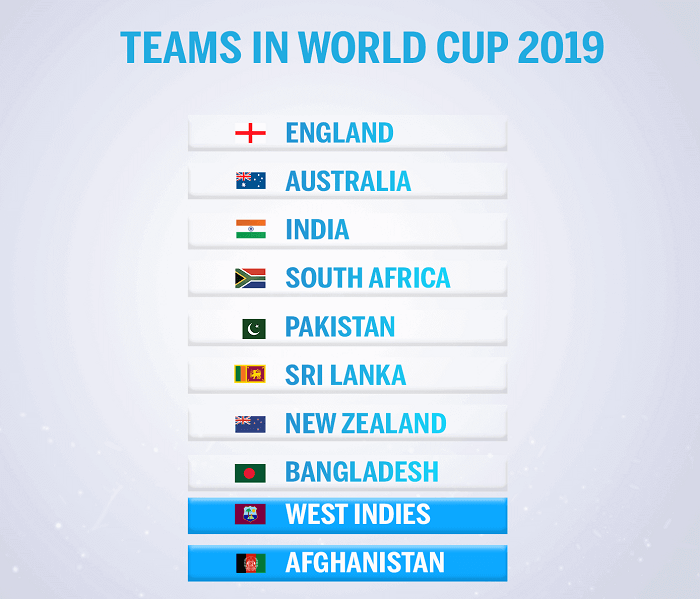 TEAMS IN WORLD CUP 2019
ENGLAND
AUSTRALIA
INDIA
SOUTH AFRICA
PAKISTAN
SRI LANKA
NEW ZEALAND
BANGLADESH
WEST INDIES
AFGHANISTAN